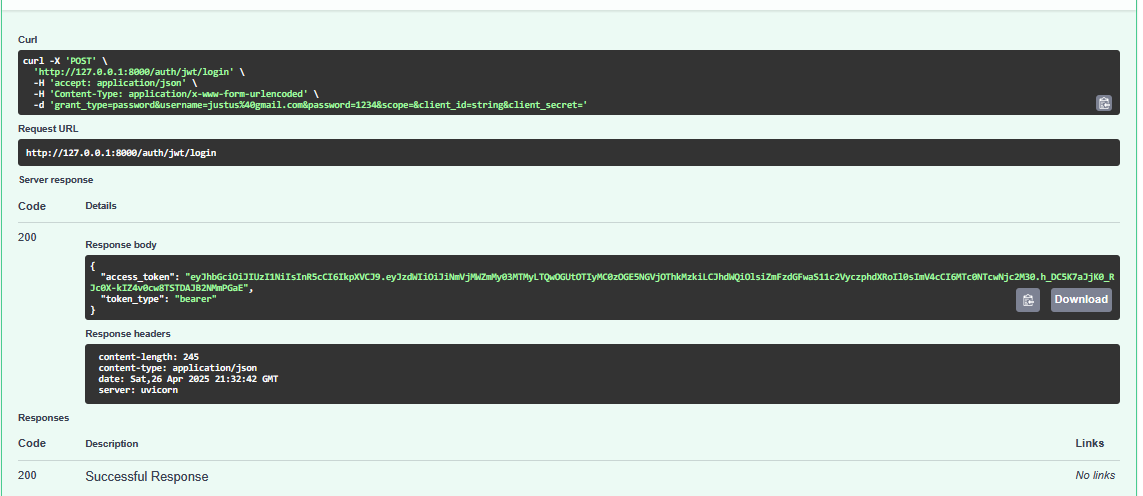 Curl
curl -X 'POST' \
'http://127.0.0.1:8000/auth/jwt/login' \
-H 'accept: application/json' \
-H 'Content-Type: application/x-www-form-urlencoded' \
-d 'grant_type=password&username=justus%40gmail.com&password=1234&scope=&client_id=string&client_secret='
Request URL
http://127.0.0.1:8000/auth/jwt/login
Server response
Code Details
200
Response body
{
"access_token": "eyJhbGciOiJIUzI1NiIsInR5cCI6IkpXVCJ9.eyJzdWIiOiJiNmVjMWZmMy03MTMyLTQwOGUtOTIyMC0zOGE5NGVjOThkMzkiLCJhdWQiOlsiZmFzdGFwaS11c2VyczphdXRoIl0sImV4cCI6MTc0NTcwNjc2M30.h_DC5K7aJjK0_R
Jc0X-kIZ4v0cw8TSTDAJB2NMmPGaE",
"token_type": "bearer"
}
Download
Response headers
content-length: 245
content-type: application/json
date: Sat,26 Apr 2025 21:32:42 GMT
server: uvicorn
Responses
Code Description Links
200 Successful Response No links